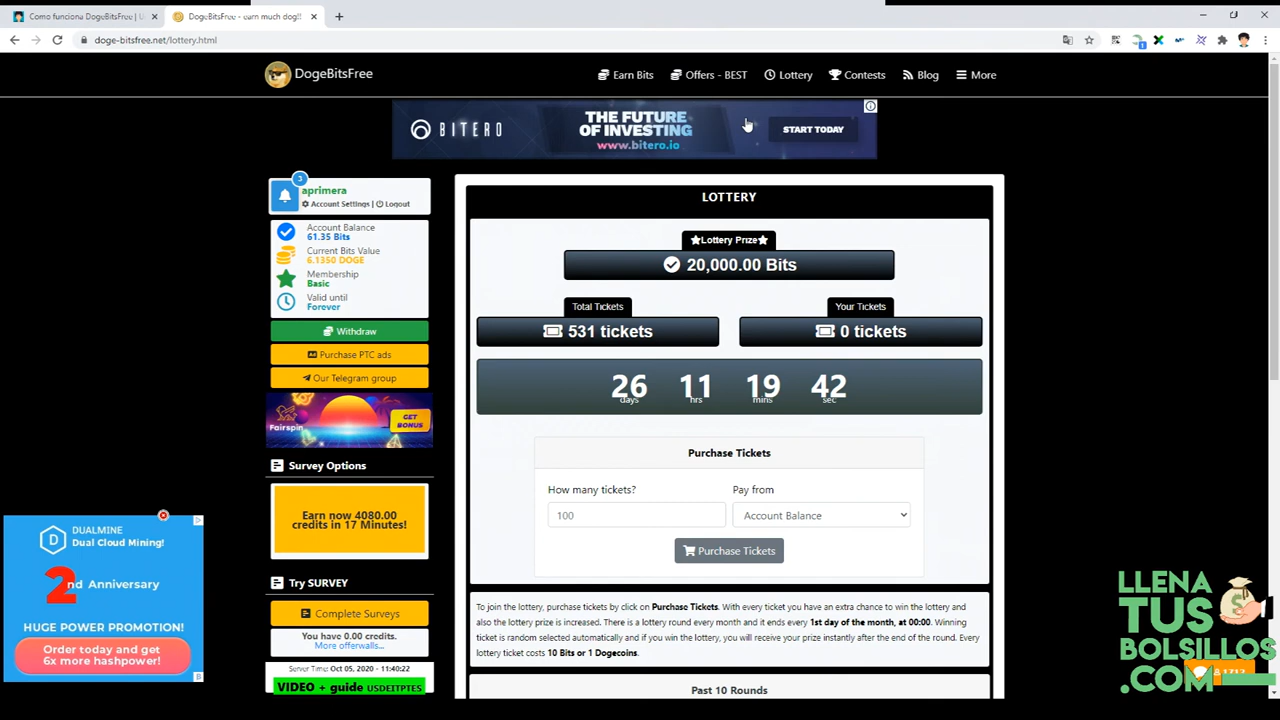 Como funciona DogeBitsFree |
DogeBitsFree - earn much dog!!
doge-bitsfree.net/lottery.html
DogeBitsFree
Earn Bits
Offers - BEST
Lottery
Contests
Blog
More
BITERO
THE FUTURE
OF INVESTING
www.bitero.io
START TODAY
3
aprimera
Account Settings | Logout
Account Balance
61.35 Bits
Current Bits Value
6.1350 DOGE
Membership
Basic
Valid until
Forever
Withdraw
Purchase PTC ads
Our Telegram group
Fairspin
GET
BONUS
Survey Options
Earn now 4080.00
credits in 17 Minutes!
Try SURVEY
Complete Surveys
You have 0.00 credits.
More offerwalls...
Server Time: Oct 05, 2020 - 11:40:22
VIDEO + guide USDEITPTES
LOTTERY
Lottery Prize
20,000.00 Bits
Total Tickets
531 tickets
Your Tickets
0 tickets
26 11 19 42
days hrs mins sec
Purchase Tickets
How many tickets?
Pay from
100
Account Balance
Purchase Tickets
To join the lottery, purchase tickets by click on Purchase Tickets. With every ticket you have an extra chance to win the lottery and
also the lottery prize is increased. There is a lottery round every month and it ends every 1st day of the month, at 00:00. Winning
ticket is random selected automatically and if you win the lottery, you will receive your prize instantly after the end of the round. Every
lottery ticket costs 10 Bits or 1 Dogecoins.
Past 10 Rounds
DUALMINE
Dual Cloud Mining!
2nd Anniversary
HUGE POWER PROMOTION!
Order today and get
6x more hashpower!
LLENA
TUS
BOLSILLOS
.COM